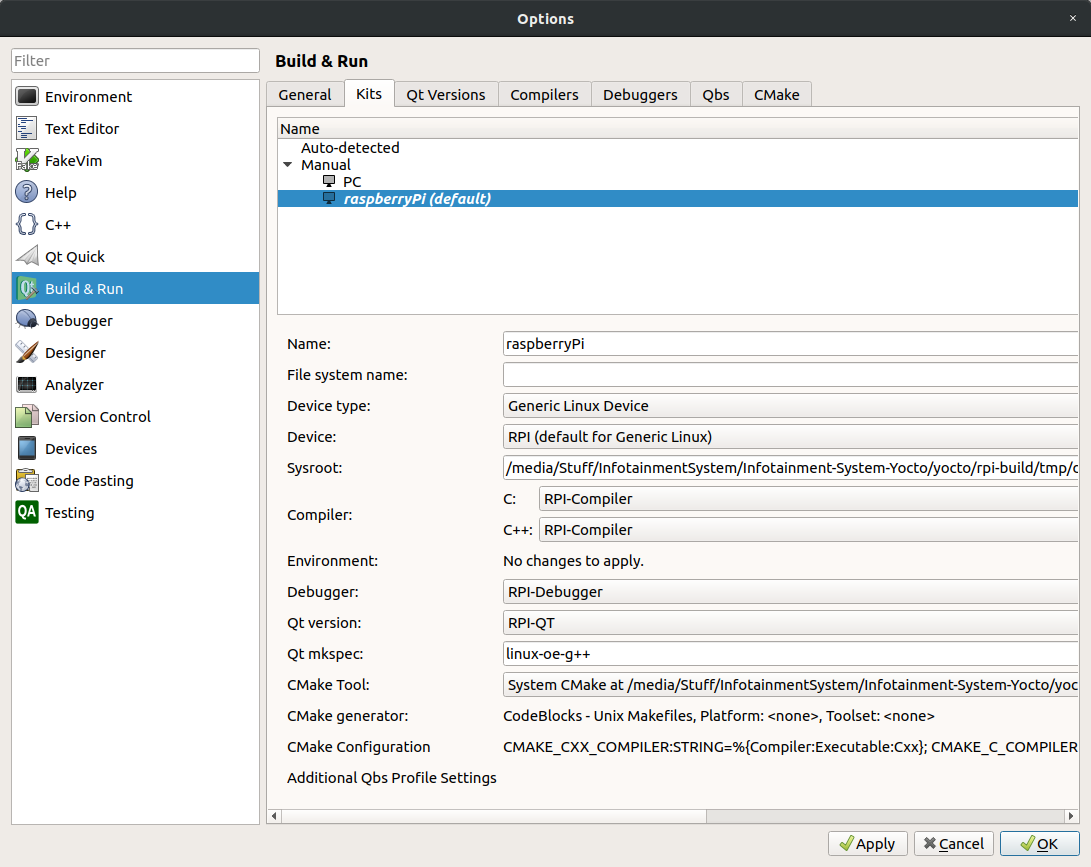 Options
Filter
Environment
Text Editor
FakeVim
Help
C++
Qt Quick
Build & Run
Debugger
Designer
Analyzer
Version Control
Devices
Code Pasting
QA Testing
Build & Run
General Kits Qt Versions Compilers Debuggers Qbs CMake
Name
Auto-detected
Manual
PC
raspberryPi (default)
Name: raspberryPi
File system name:
Device type: Generic Linux Device
Device: RPI (default for Generic Linux)
Sysroot: /media/Stuff/InfotainmentSystem/Infotainment-System-Yocto/yocto/rpi-build/tmp/
Compiler:
C: RPI-Compiler
C++: RPI-Compiler
Environment: No changes to apply.
Debugger: RPI-Debugger
Qt version: RPI-QT
Qt mkspec: linux-oe-g++
CMake Tool: System CMake at /media/Stuff/InfotainmentSystem/Infotainment-System-Yocto/yoc
CMake generator: CodeBlocks - Unix Makefiles, Platform: <none>, Toolset: <none>
CMake Configuration CMAKE_CXX_COMPILER:STRING=%{Compiler:Executable:Cxx}; CMAKE_C_COMPILER
Additional Qbs Profile Settings
Apply Cancel OK